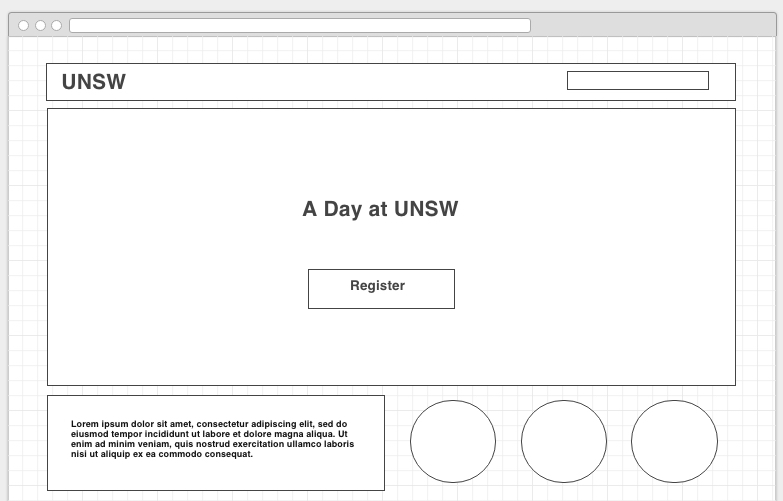 UNSW
A Day at UNSW
Register
Lorem ipsum dolor sit amet, consectetur adipiscing elit, sed do
eiusmod tempor incididunt ut labore et dolore magna aliqua. Ut
enim ad minim veniam, quis nostrud exercitation ullamco laboris
nisi ut aliquip ex ea commodo consequat.